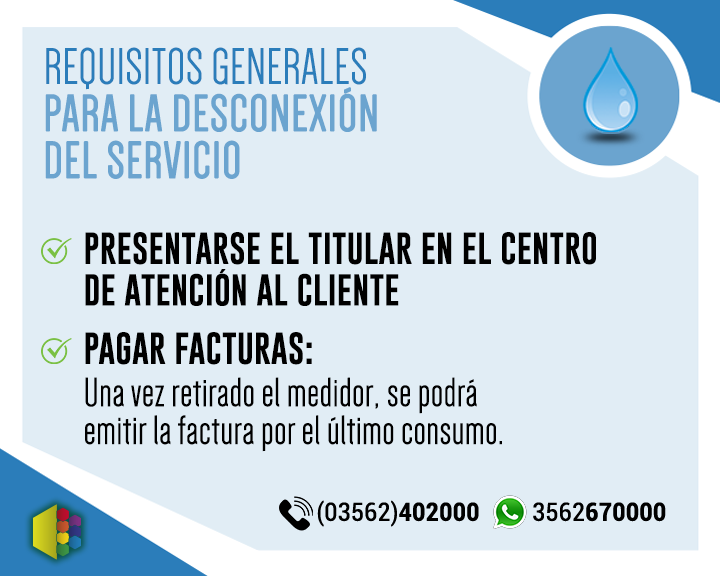 REQUISITOS GENERALES
PARA LA DESCONEXIÓN
DEL SERVICIO
PRESENTARSE EL TITULAR EN EL CENTRO
DE ATENCIÓN AL CLIENTE
PAGAR FACTURAS:
Una vez retirado el medidor, se podrá
emitir la factura por el último consumo.
(03562)402000 3562670000